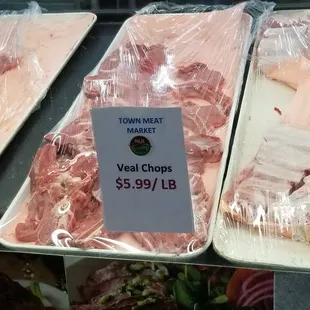 TOWN MEAT
MARKET
Veal Chops
$5.99/ LB